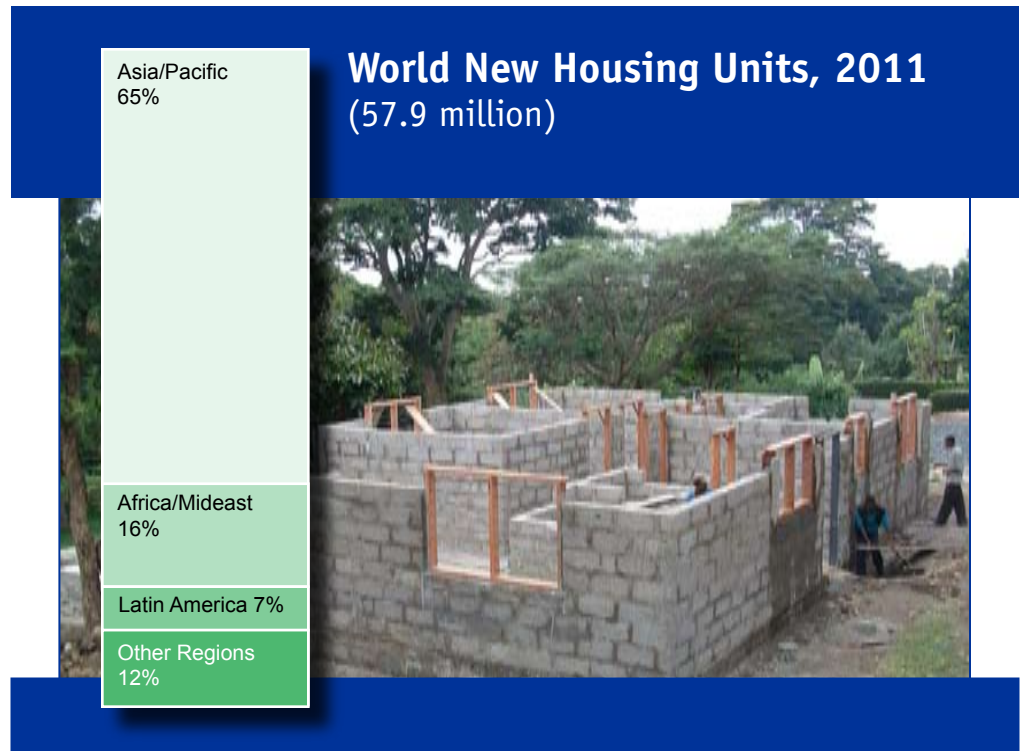 World New Housing Units, 2011
(57.9 million)
Asia/Pacific
65%
Africa/Mideast
16%
Latin America 7%
Other Regions
12%